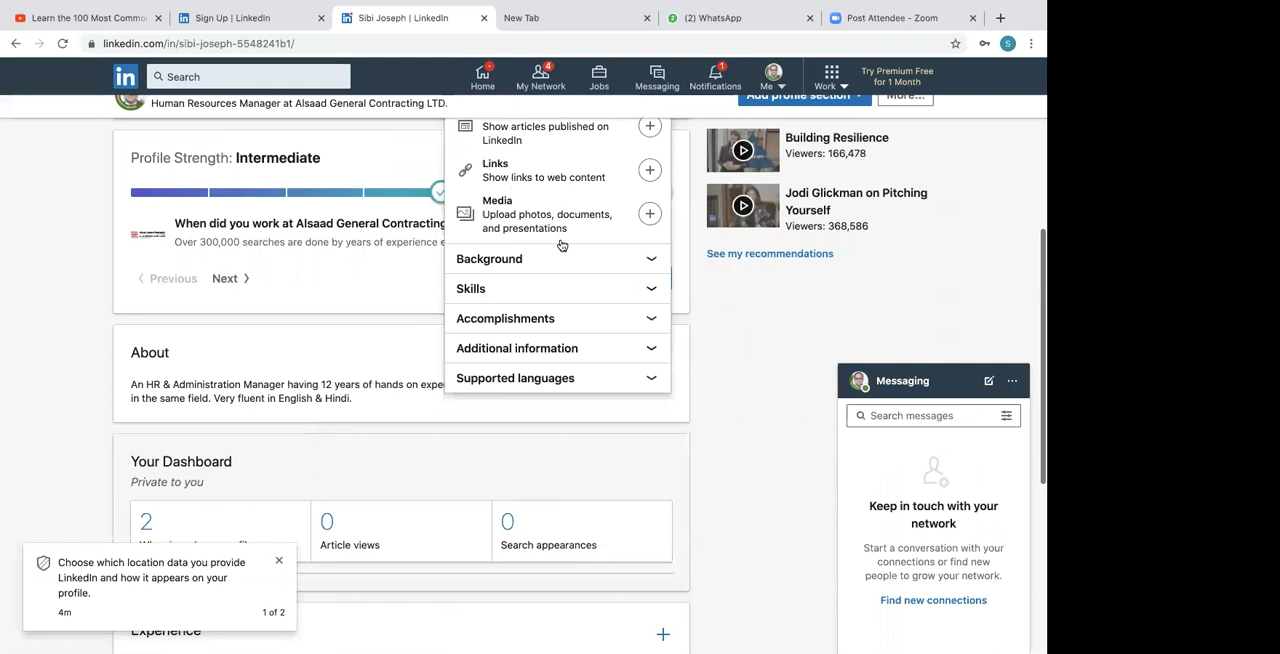 Learn the 100 Most Commo
Sign Up | LinkedIn
Sibi Joseph | LinkedIn
New Tab
(2) WhatsApp
Post Attendee - Zoom
linkedin.com/in/sibi-joseph-5548241b1/
S
in
Search
Home
4
My Network
Jobs
Messaging
1
Notifications
Me
Work
Try Premium Free
for 1 Month
Human Resources Manager at Alsaad General Contracting LTD.
Add profile section
More...
Profile Strength: Intermediate
When did you work at Alsaad General Contracting
Over 300,000 searches are done by years of experience
Previous
Next
Show articles published on
LinkedIn
Links
Show links to web content
Media
Upload photos, documents,
and presentations
Background
Skills
Accomplishments
Additional information
Supported languages
Building Resilience
Viewers: 166,478
Jodi Glickman on Pitching
Yourself
Viewers: 368,586
See my recommendations
About
An HR & Administration Manager having 12 years of hands on expe
in the same field. Very fluent in English & Hindi.
Your Dashboard
Private to you
2
0
Article views
0
Search appearances
Choose which location data you provide
LinkedIn and how it appears on your
profile.
4m
1 of 2
Experience
Messaging
Search messages
Keep in touch with your
network
Start a conversation with your
connections or find new
people to grow your network.
Find new connections